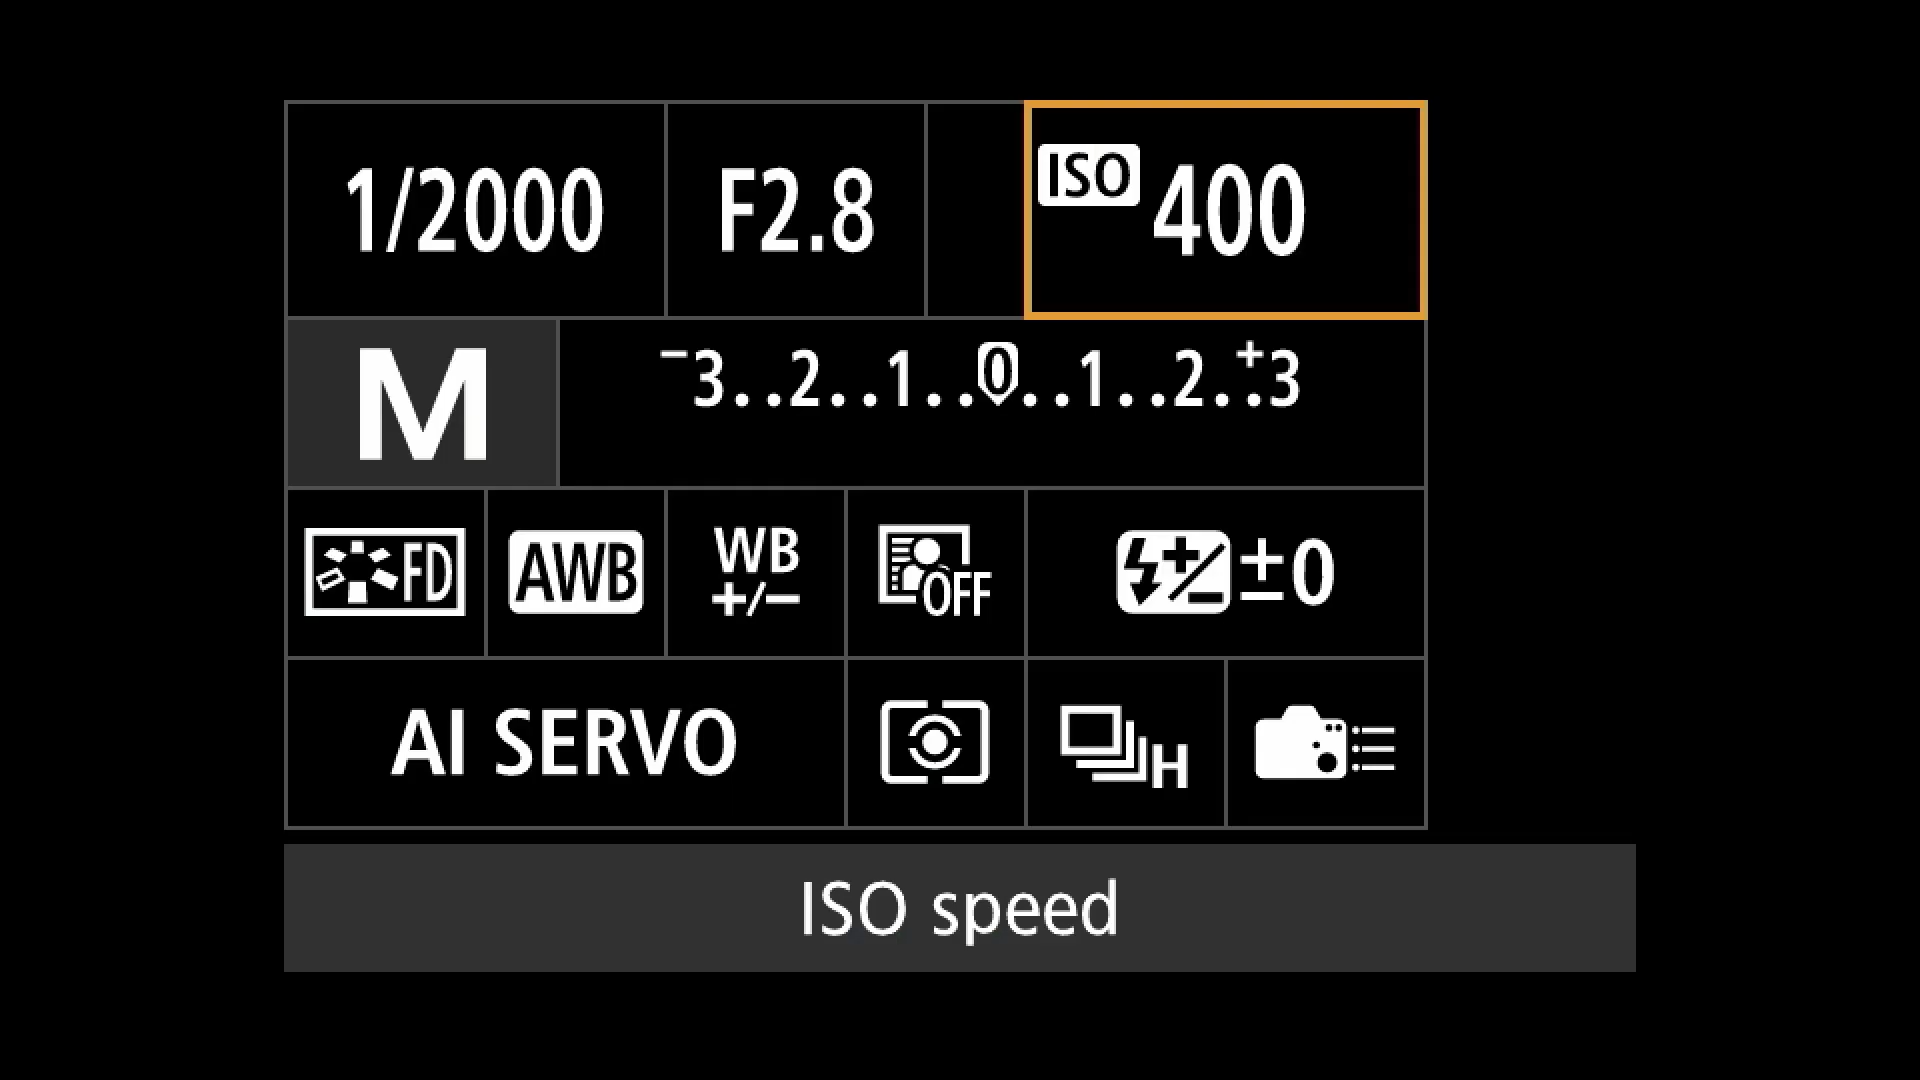 1/2000 F2.8 ISO 400
M -3..2..1..0..1..2..+3
FD AWB WB +/- OFF ±0
AI SERVO H
ISO speed